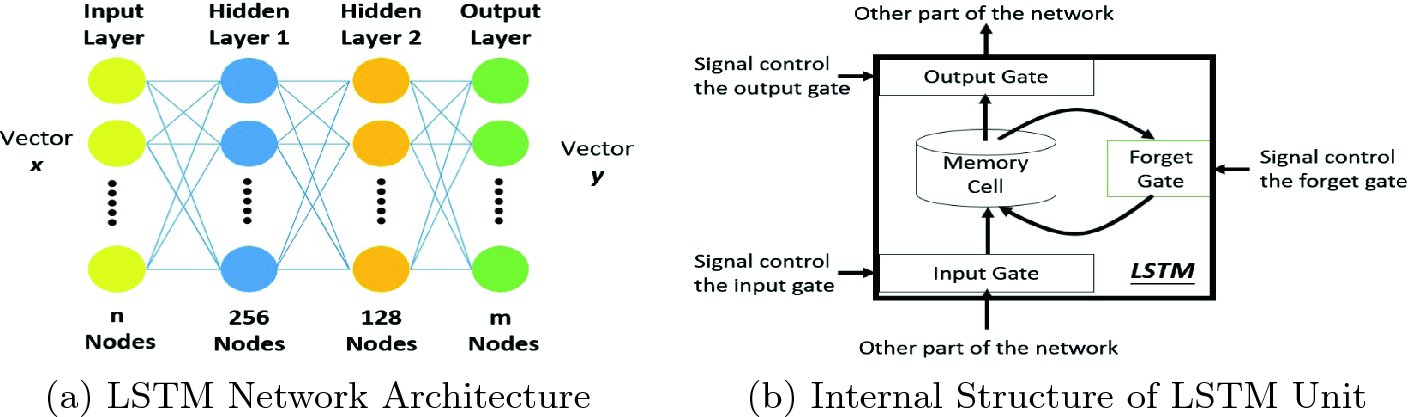 Input
Layer
Hidden
Layer 1
Hidden
Layer 2
Output
Layer
Vector
x
Vector
y
n
Nodes
256
Nodes
128
Nodes
m
Nodes
(a) LSTM Network Architecture
Other part of the network
Signal control
the output gate
Output Gate
Memory
Cell
Forget
Gate
Signal control
the forget gate
Signal control
the input gate
Input Gate
LSTM
Other part of the network
(b) Internal Structure of LSTM Unit